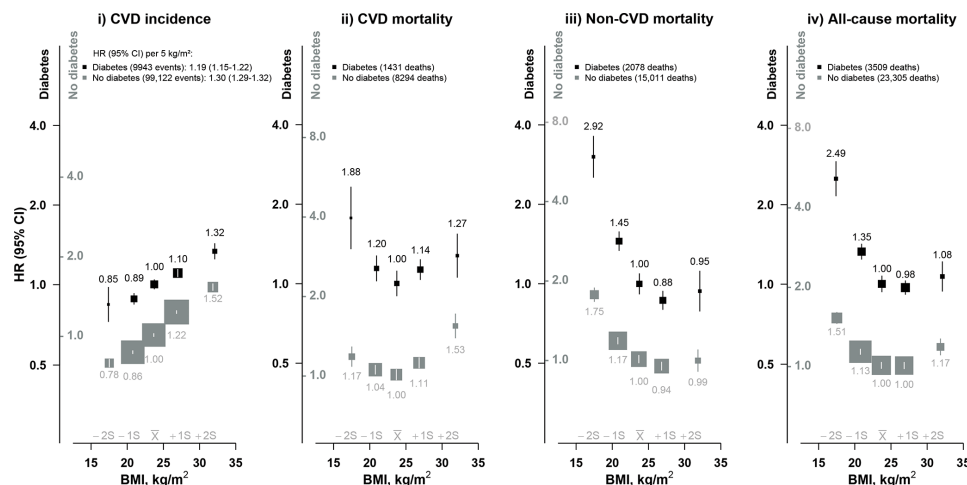 i) CVD incidence
HR (95% CI) per 5 kg/m²:
Diabetes (9943 events): 1.19 (1.15-1.22)
No diabetes (99,122 events): 1.30 (1.29-1.32)
Diabetes
No diabetes
HR (95% CI)
4.0
2.0
1.0
0.5
4.0
2.0
1.0
0.85
0.89
1.00
1.10
1.32
0.78
0.86
1.00
1.22
1.52
−2S −1S X̅ +1S +2S
15 20 25 30 35
BMI, kg/m²
ii) CVD mortality
Diabetes (1431 deaths)
No diabetes (8294 deaths)
Diabetes
No diabetes
4.0
2.0
1.0
0.5
8.0
4.0
2.0
1.0
1.88
1.20
1.00
1.14
1.27
1.17
1.04
1.00
1.11
1.53
−2S −1S X̅ +1S +2S
15 20 25 30 35
BMI, kg/m²
iii) Non-CVD mortality
Diabetes (2078 deaths)
No diabetes (15,011 deaths)
Diabetes
No diabetes
4.0
2.0
1.0
0.5
8.0
4.0
2.0
1.0
2.92
1.45
1.00
0.88
0.95
1.75
1.17
1.00
0.94
0.99
−2S −1S X̅ +1S +2S
15 20 25 30 35
BMI, kg/m²
iv) All-cause mortality
Diabetes (3509 deaths)
No diabetes (23,305 deaths)
Diabetes
No diabetes
4.0
2.0
1.0
0.5
8.0
4.0
2.0
1.0
2.49
1.35
1.00
0.98
1.08
1.51
1.13
1.00
1.00
1.17
−2S −1S X̅ +1S +2S
15 20 25 30 35
BMI, kg/m²